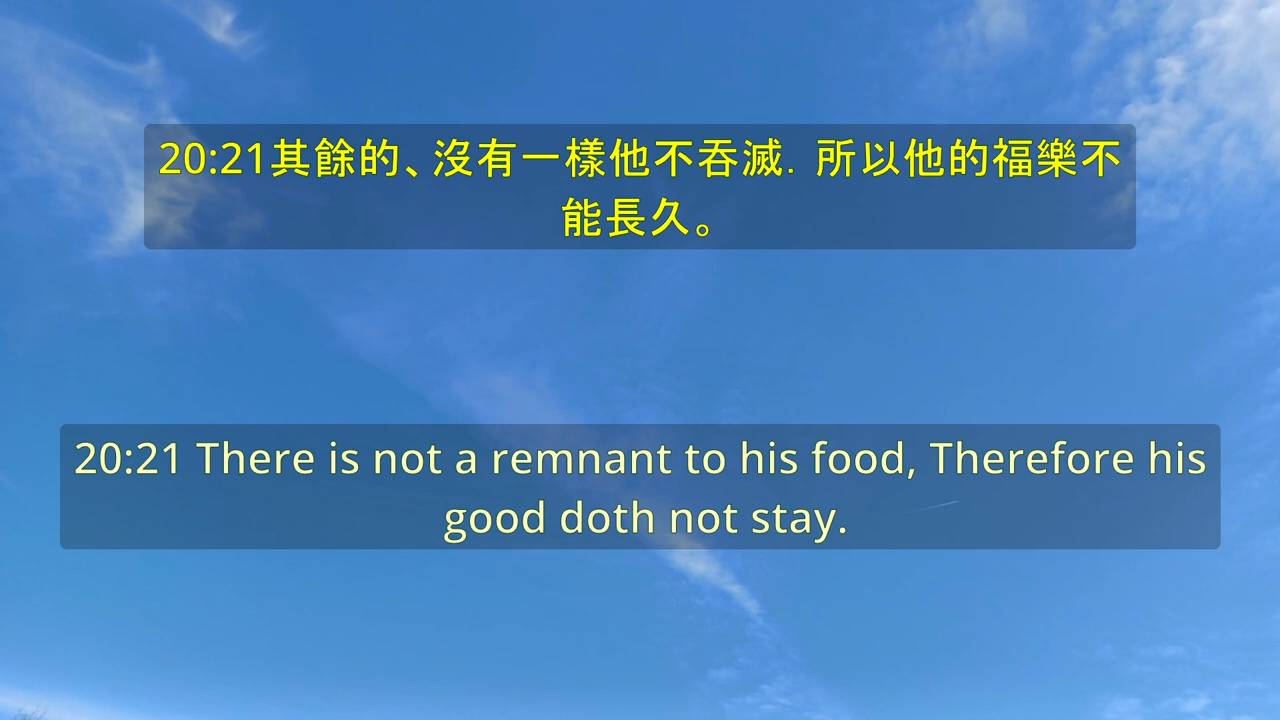 20:21其餘的、沒有一樣他不吞滅．所以他的福樂不
能長久。
20:21 There is not a remnant to his food, Therefore his
good doth not stay.